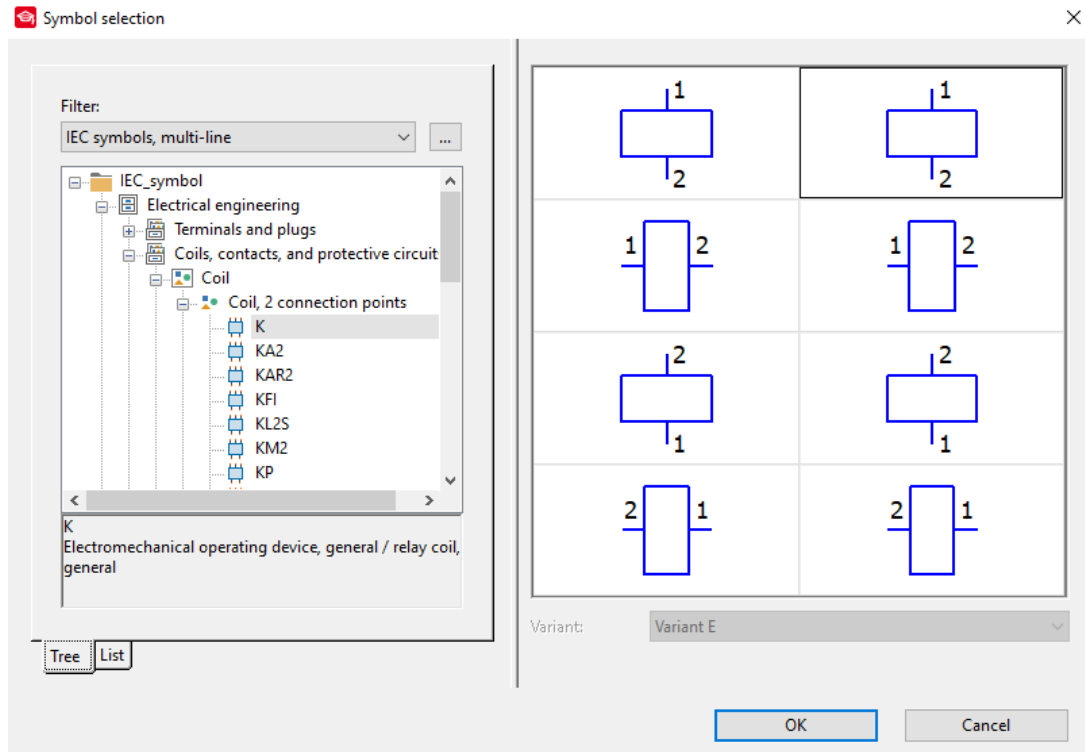 Symbol selection
Filter:
IEC symbols, multi-line
...
IEC_symbol
Electrical engineering
Terminals and plugs
Coils, contacts, and protective circuit
Coil
Coil, 2 connection points
K
KA2
KAR2
KFI
KL2S
KM2
KP
K
Electromechanical operating device, general / relay coil,
general
Tree List
1 1
2 2
1 2 1 2
2 2
1 1
2 1 2 1
Variant: Variant E
OK Cancel